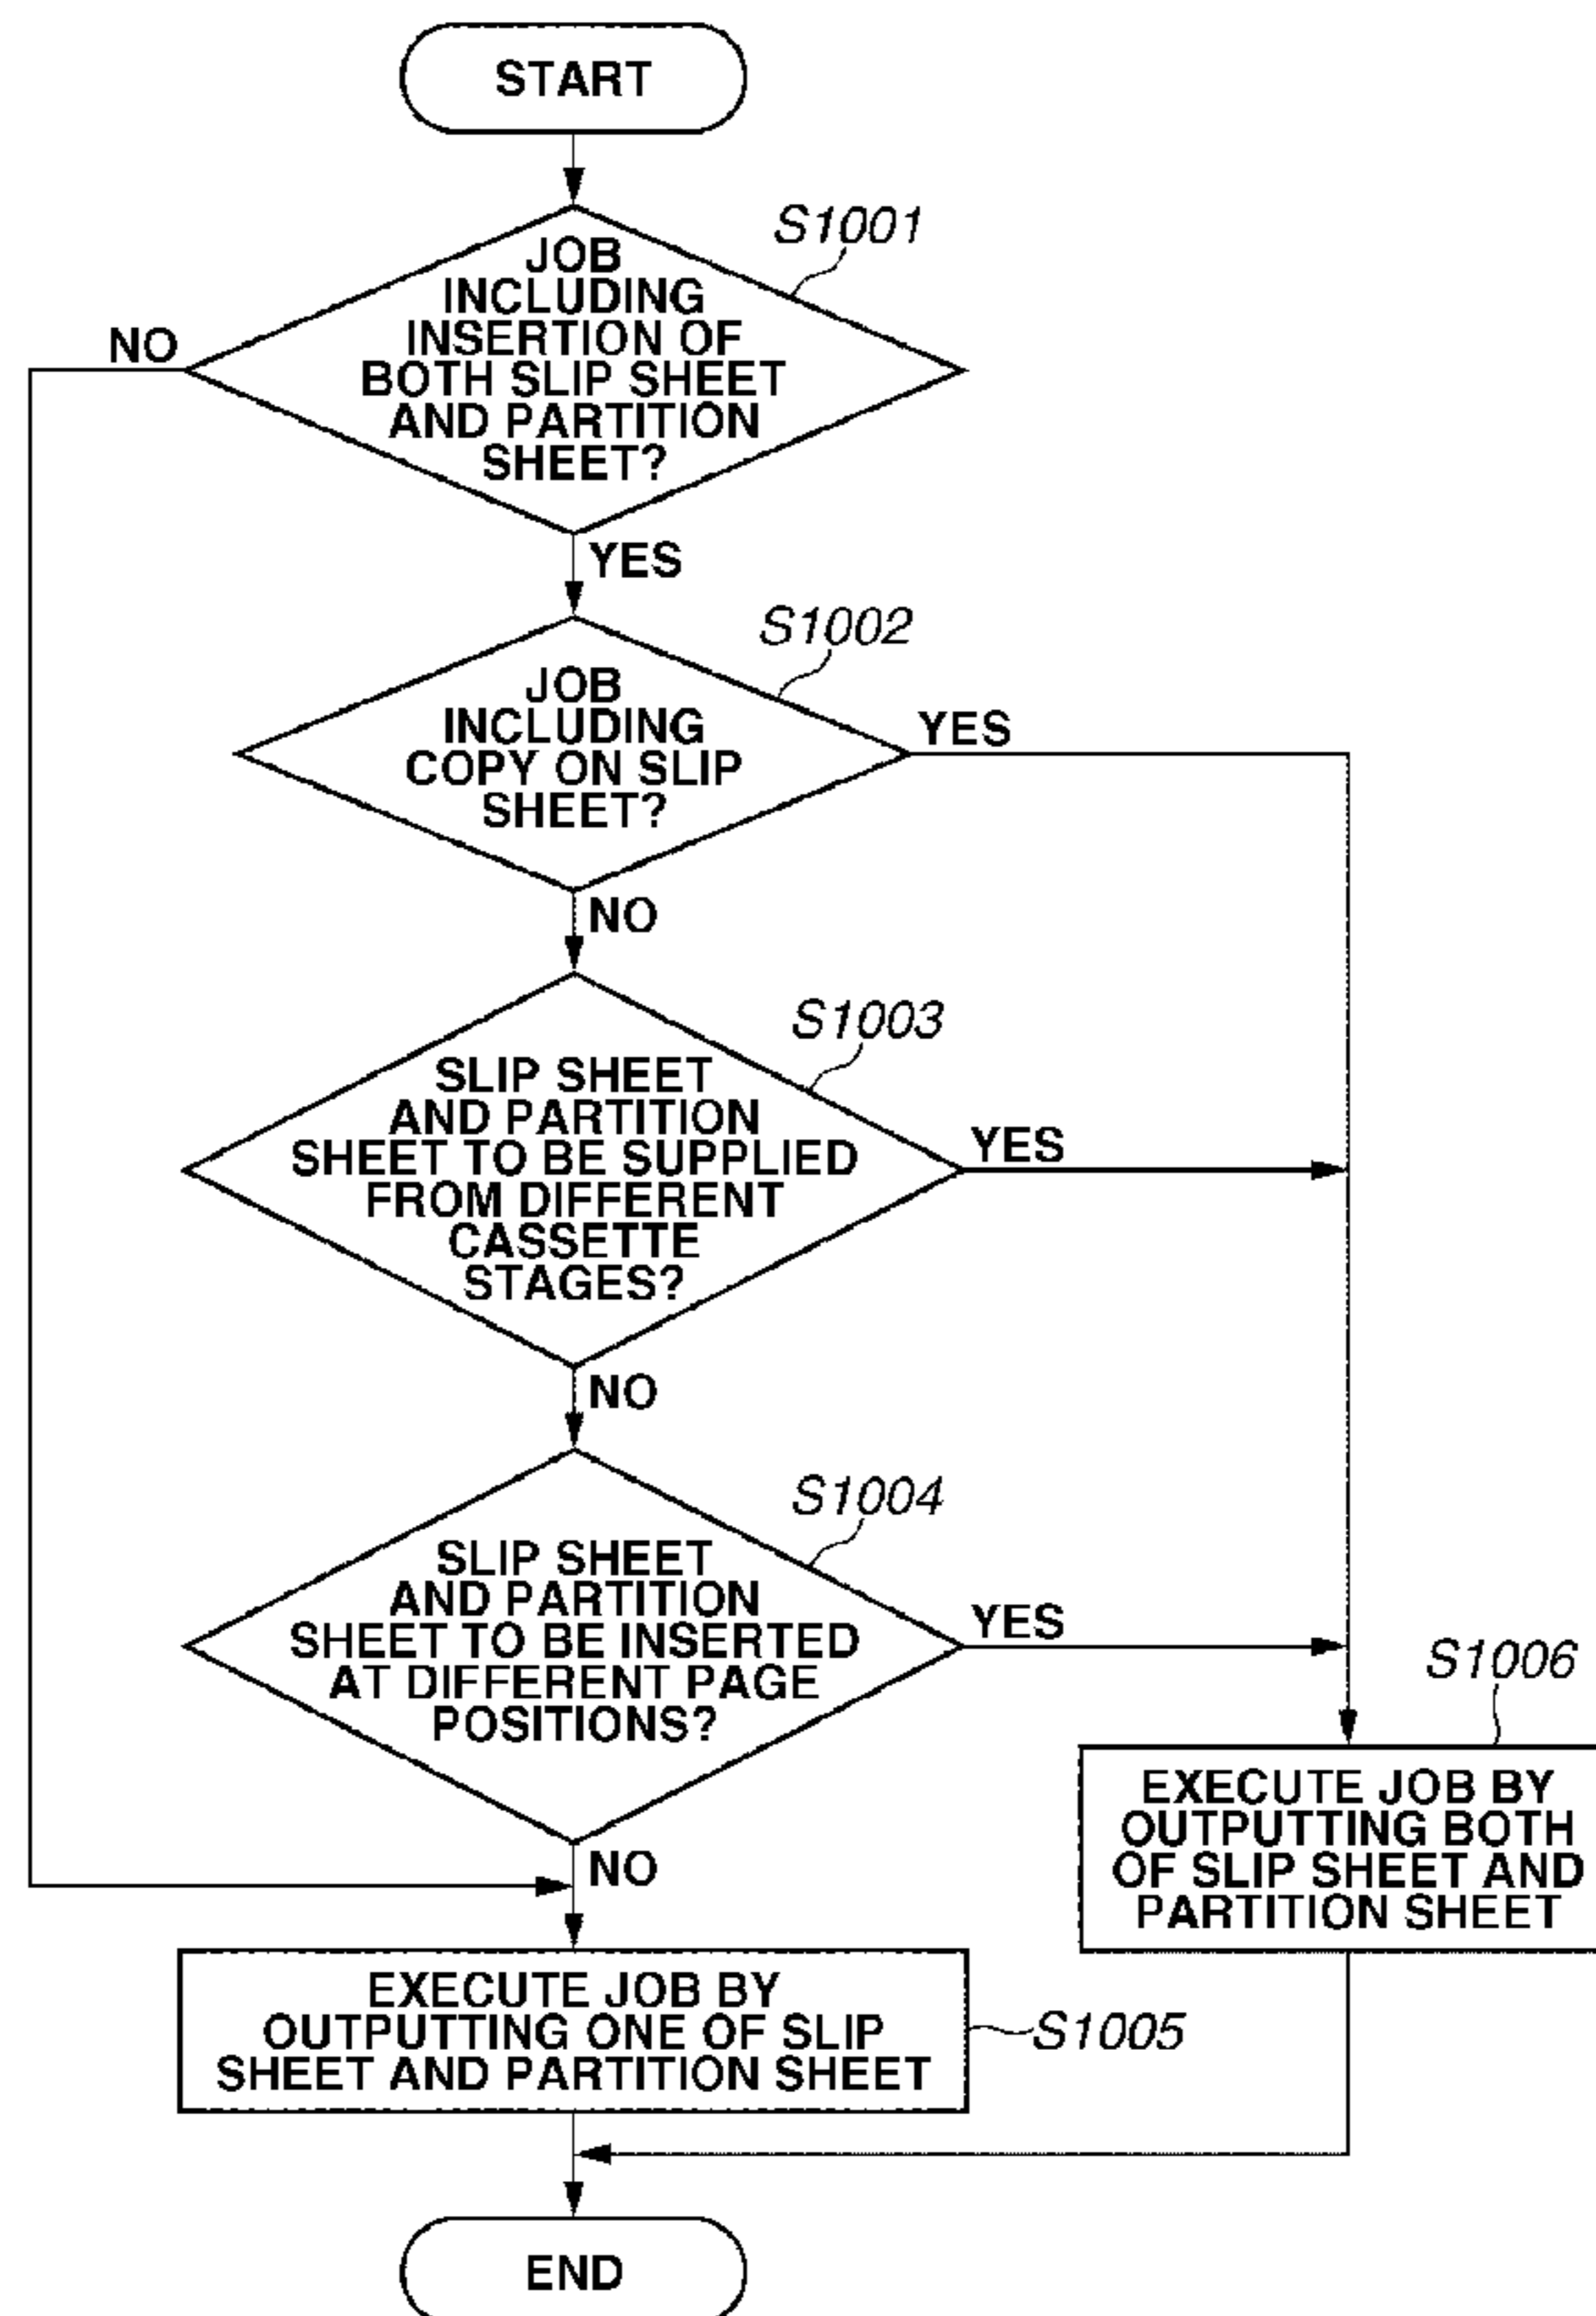 START
S1001
JOB
INCLUDING
INSERTION OF
BOTH SLIP SHEET
AND PARTITION
SHEET?
NO
YES
S1002
JOB
INCLUDING
COPY ON SLIP
SHEET?
YES
NO
S1003
SLIP SHEET
AND PARTITION
SHEET TO BE SUPPLIED
FROM DIFFERENT
CASSETTE
STAGES?
YES
NO
S1004
SLIP SHEET
AND PARTITION
SHEET TO BE INSERTED
AT DIFFERENT PAGE
POSITIONS?
YES
NO
S1006
EXECUTE JOB BY
OUTPUTTING BOTH
OF SLIP SHEET AND
PARTITION SHEET
EXECUTE JOB BY
OUTPUTTING ONE OF SLIP
SHEET AND PARTITION SHEET
S1005
END